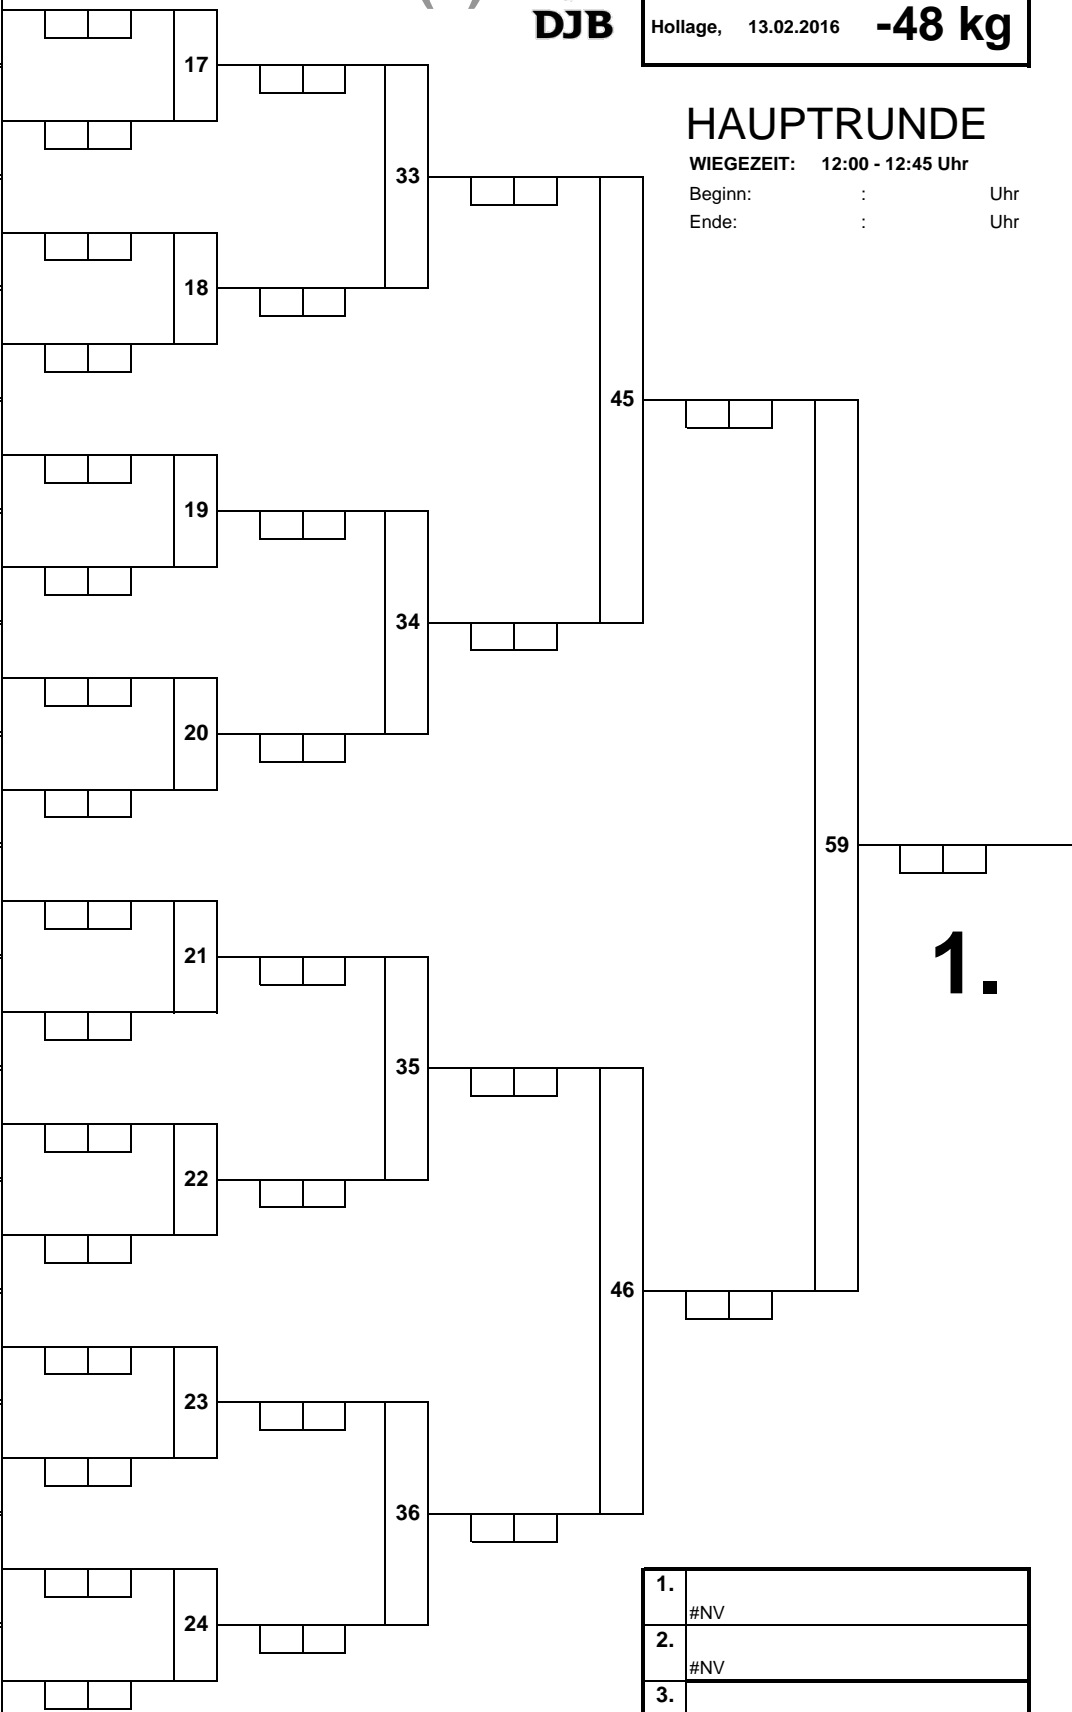 DJB
Hollage, 13.02.2016 -48 kg
HAUPTRUNDE
WIEGEZEIT: 12:00 - 12:45 Uhr
Beginn: : Uhr
Ende: : Uhr
17
33
18
45
19
34
20
59
1.
21
35
22
46
23
36
24
1.
#NV
2.
#NV
3.